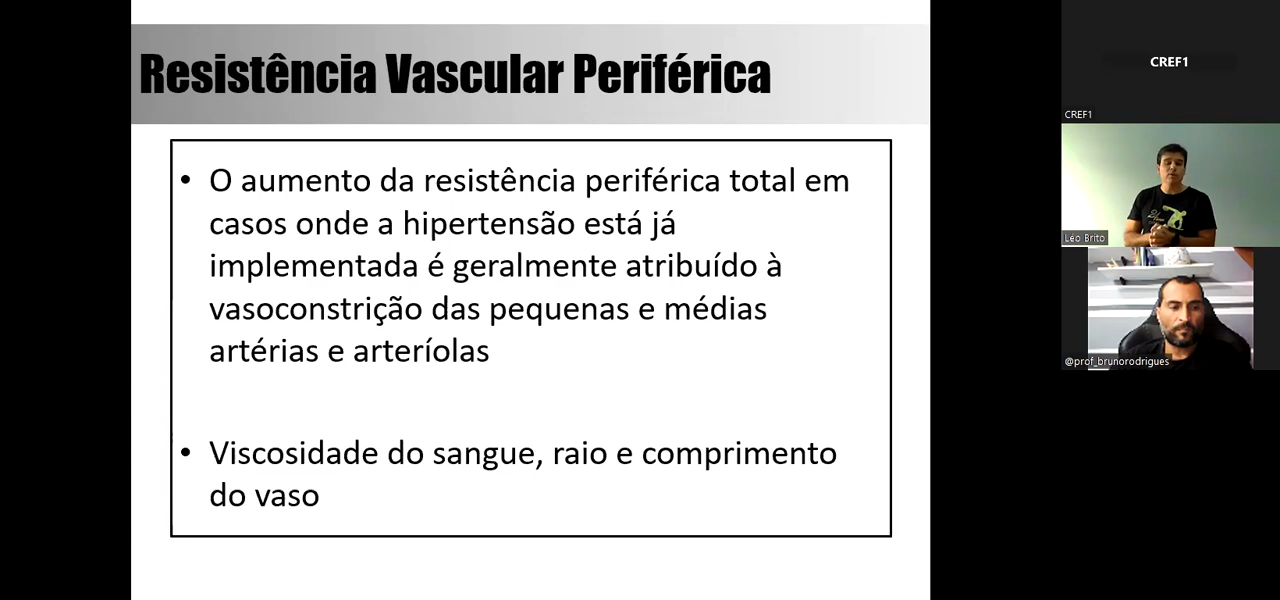 Resistência Vascular Periférica
• O aumento da resistência periférica total em
casos onde a hipertensão está já
implementada é geralmente atribuído à
vasoconstrição das pequenas e médias
artérias e arteríolas
• Viscosidade do sangue, raio e comprimento
do vaso
CREF1
CREF1
Léo Brito
@prof_brunorodrigues